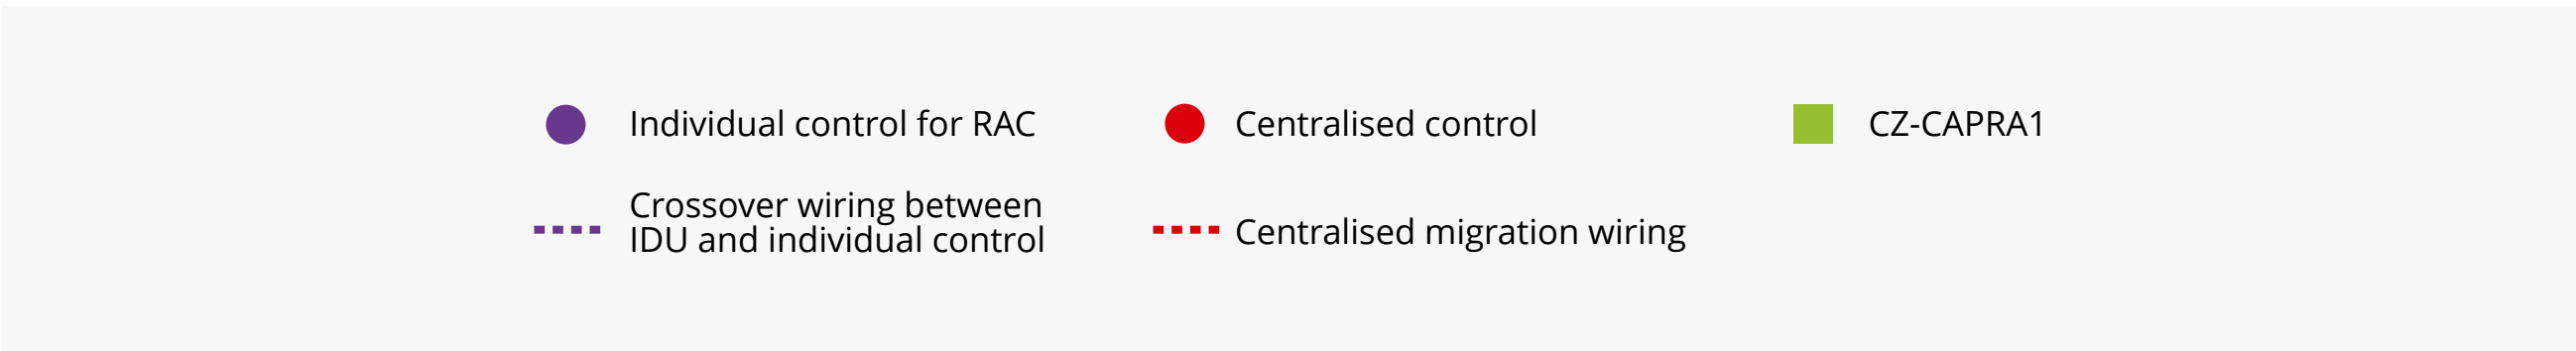 Individual control for RAC
Centralised control
CZ-CAPRA1
Crossover wiring between
IDU and individual control
Centralised migration wiring